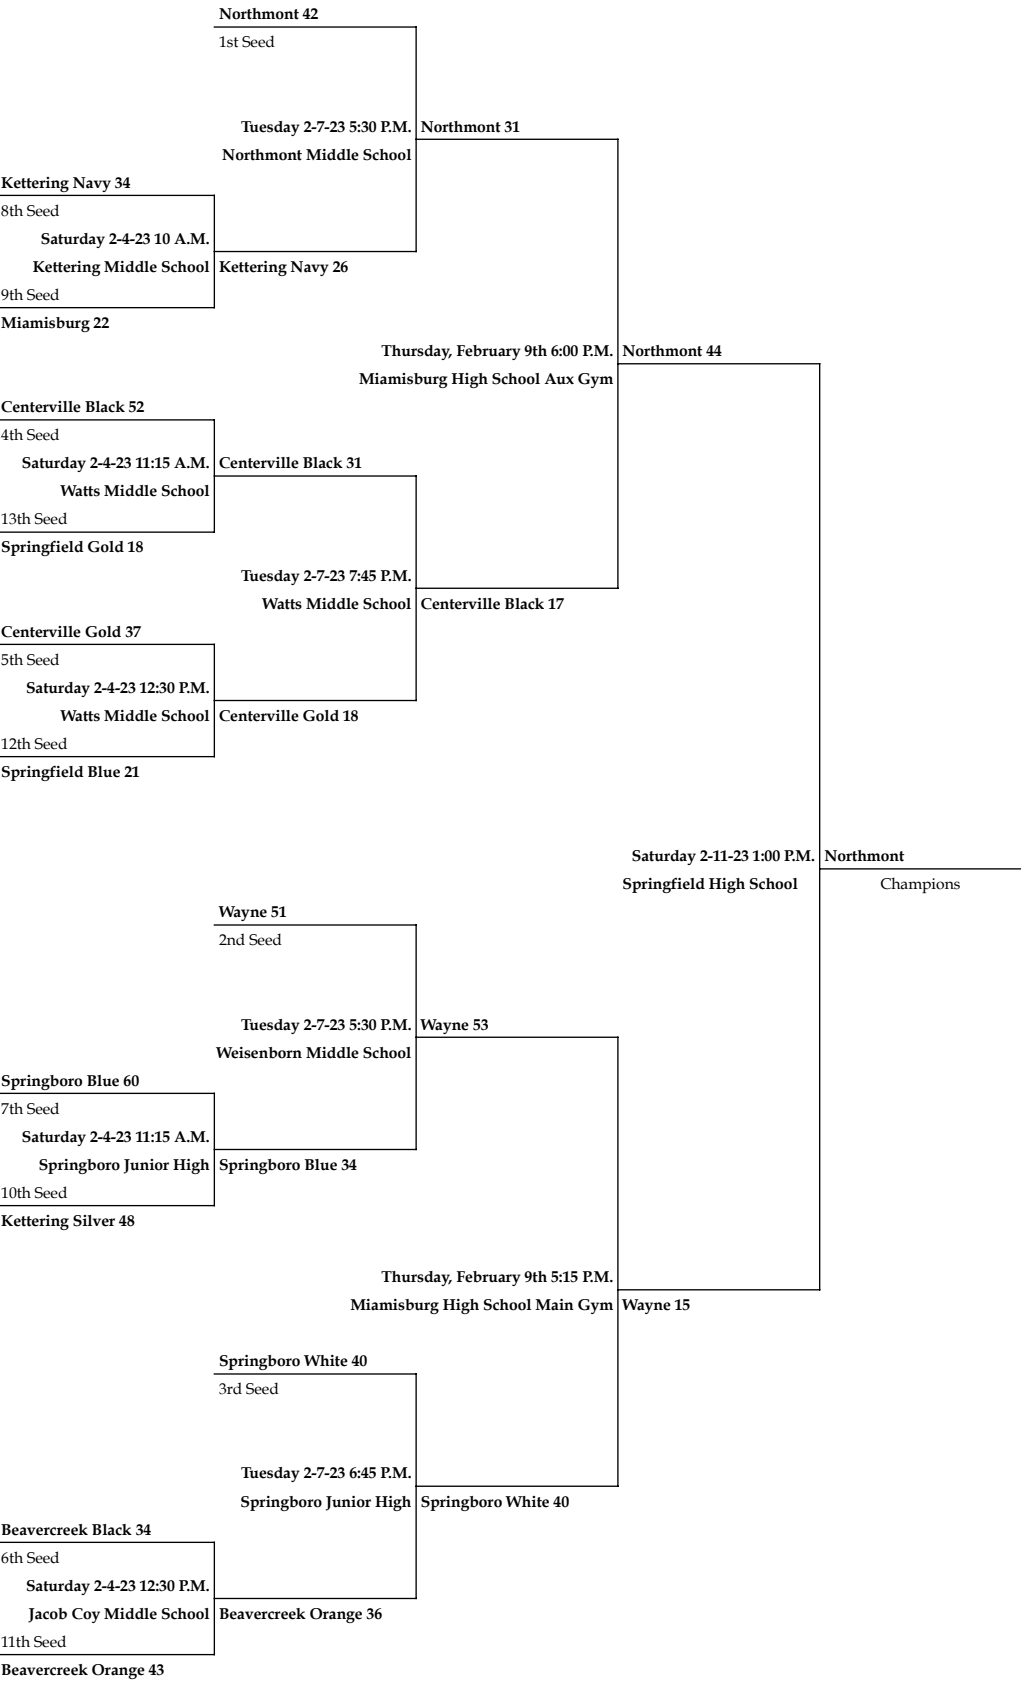 Northmont 42
1st Seed
Tuesday 2-7-23 5:30 P.M.
Northmont 31
Northmont Middle School
Kettering Navy 34
8th Seed
Saturday 2-4-23 10 A.M.
Kettering Middle School
Kettering Navy 26
9th Seed
Miamisburg 22
Thursday, February 9th 6:00 P.M.
Northmont 44
Miamisburg High School Aux Gym
Centerville Black 52
4th Seed
Saturday 2-4-23 11:15 A.M.
Centerville Black 31
Watts Middle School
13th Seed
Springfield Gold 18
Tuesday 2-7-23 7:45 P.M.
Watts Middle School
Centerville Black 17
Centerville Gold 37
5th Seed
Saturday 2-4-23 12:30 P.M.
Watts Middle School
Centerville Gold 18
12th Seed
Springfield Blue 21
Saturday 2-11-23 1:00 P.M.
Northmont
Springfield High School
Champions
Wayne 51
2nd Seed
Tuesday 2-7-23 5:30 P.M.
Wayne 53
Weisenborn Middle School
Springboro Blue 60
7th Seed
Saturday 2-4-23 11:15 A.M.
Springboro Junior High
Springboro Blue 34
10th Seed
Kettering Silver 48
Thursday, February 9th 5:15 P.M.
Miamisburg High School Main Gym
Wayne 15
Springboro White 40
3rd Seed
Tuesday 2-7-23 6:45 P.M.
Springboro Junior High
Springboro White 40
Beavercreek Black 34
6th Seed
Saturday 2-4-23 12:30 P.M.
Jacob Coy Middle School
Beavercreek Orange 36
11th Seed
Beavercreek Orange 43